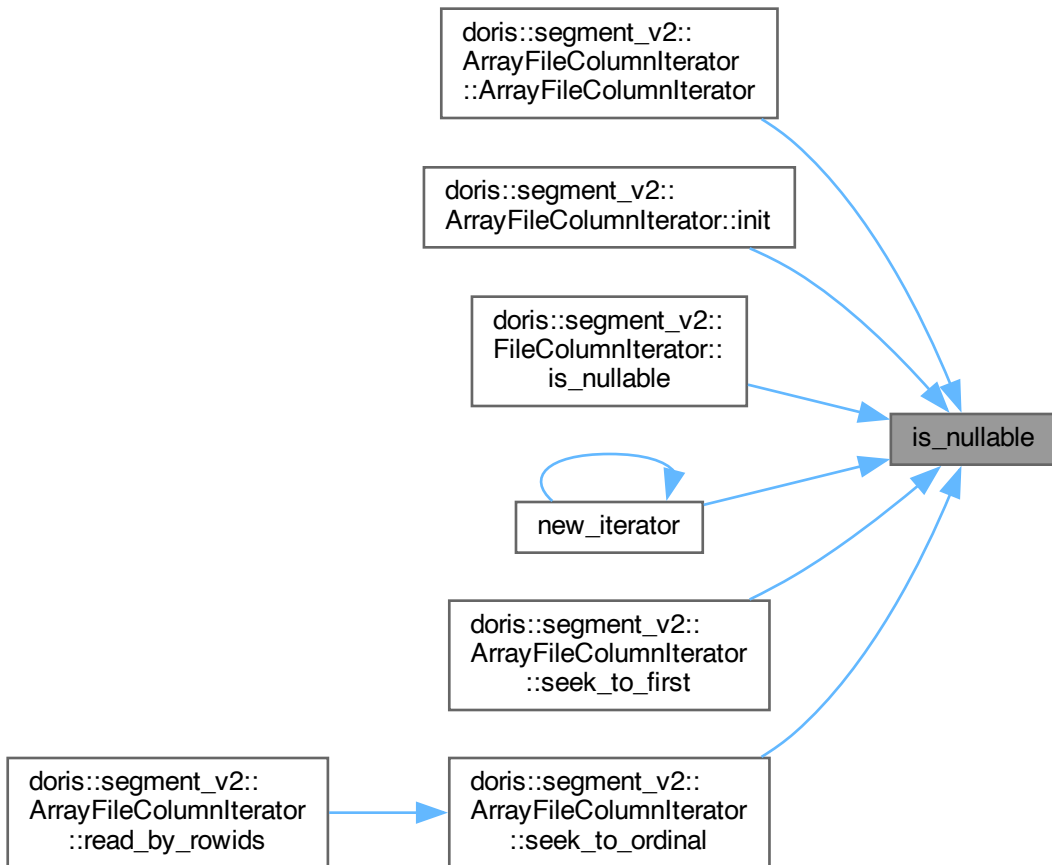 doris::segment_v2::
ArrayFileColumnIterator
::ArrayFileColumnIterator
doris::segment_v2::
ArrayFileColumnIterator::init
doris::segment_v2::
FileColumnIterator::
is_nullable
is_nullable
new_iterator
doris::segment_v2::
ArrayFileColumnIterator
::seek_to_first
doris::segment_v2::
ArrayFileColumnIterator
::read_by_rowids
doris::segment_v2::
ArrayFileColumnIterator
::seek_to_ordinal